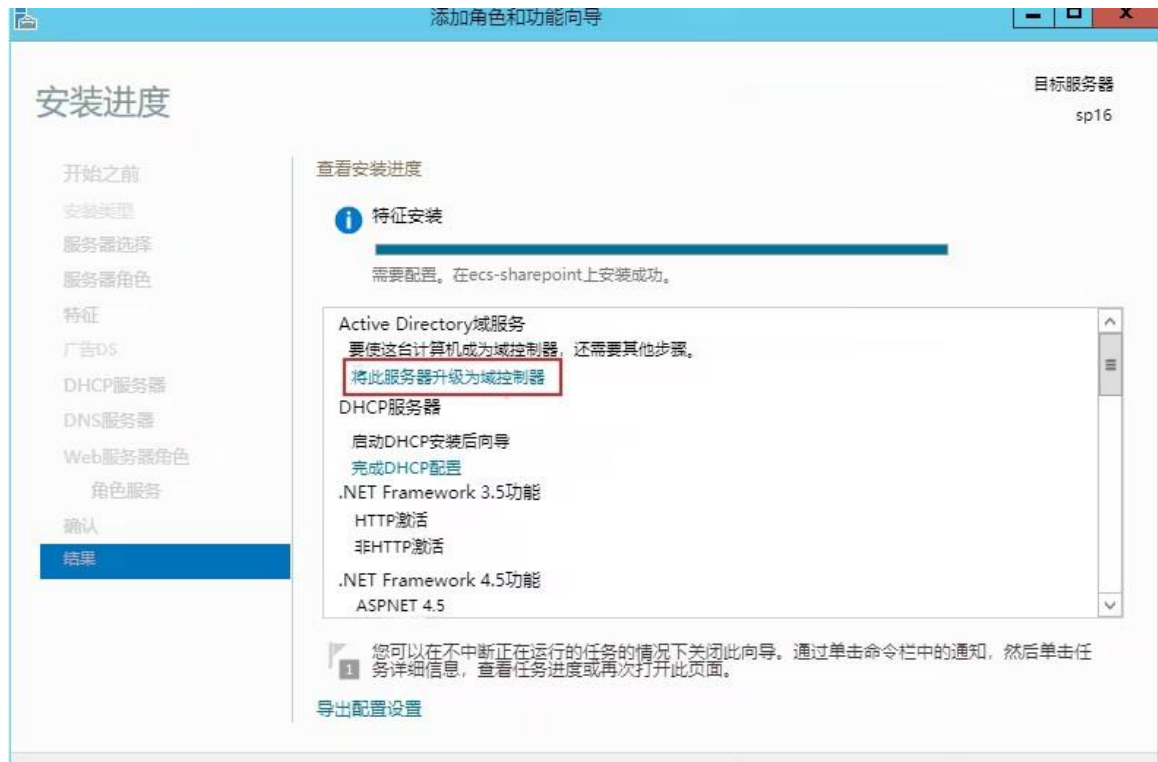 添加角色和功能向导
安装进度
目标服务器
sp16
开始之前
安装类型
服务器选择
服务器角色
特征
广告DS
DHCP服务器
DNS服务器
Web服务器角色
角色服务
确认
结果
查看安装进度
特征安装
需要配置。在ecs-sharepoint上安装成功。
Active Directory域服务
要使这台计算机成为域控制器，还需要其他步骤。
将此服务器升级为域控制器
DHCP服务器
启动DHCP安装后向导
完成DHCP配置
.NET Framework 3.5功能
HTTP激活
非HTTP激活
.NET Framework 4.5功能
ASPNET 4.5
1
您可以在不中断正在运行的任务的情况下关闭此向导。通过单击命令栏中的通知，然后单击任
务详细信息，查看任务进度或再次打开此页面。
导出配置设置